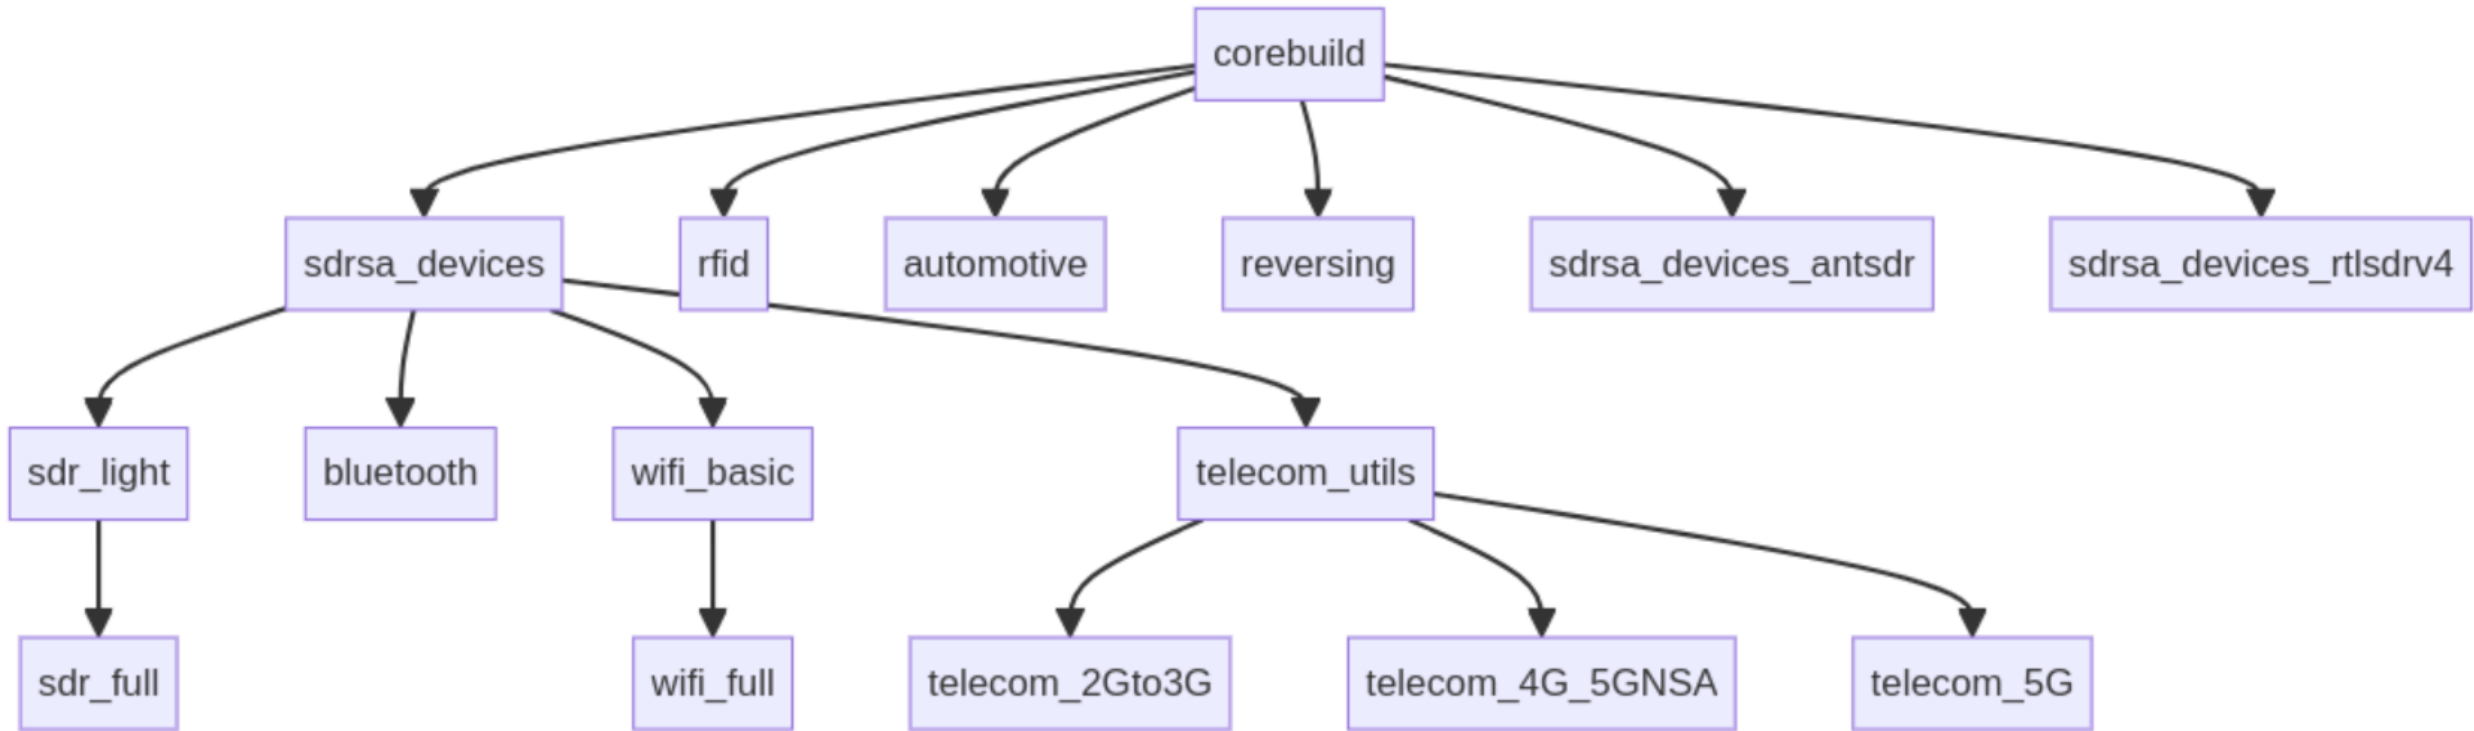 corebuild
sdrsa_devices
rfid
automotive
reversing
sdrsa_devices_antsdr
sdrsa_devices_rtlsdrv4
sdr_light
bluetooth
wifi_basic
telecom_utils
sdr_full
wifi_full
telecom_2Gto3G
telecom_4G_5GNSA
telecom_5G